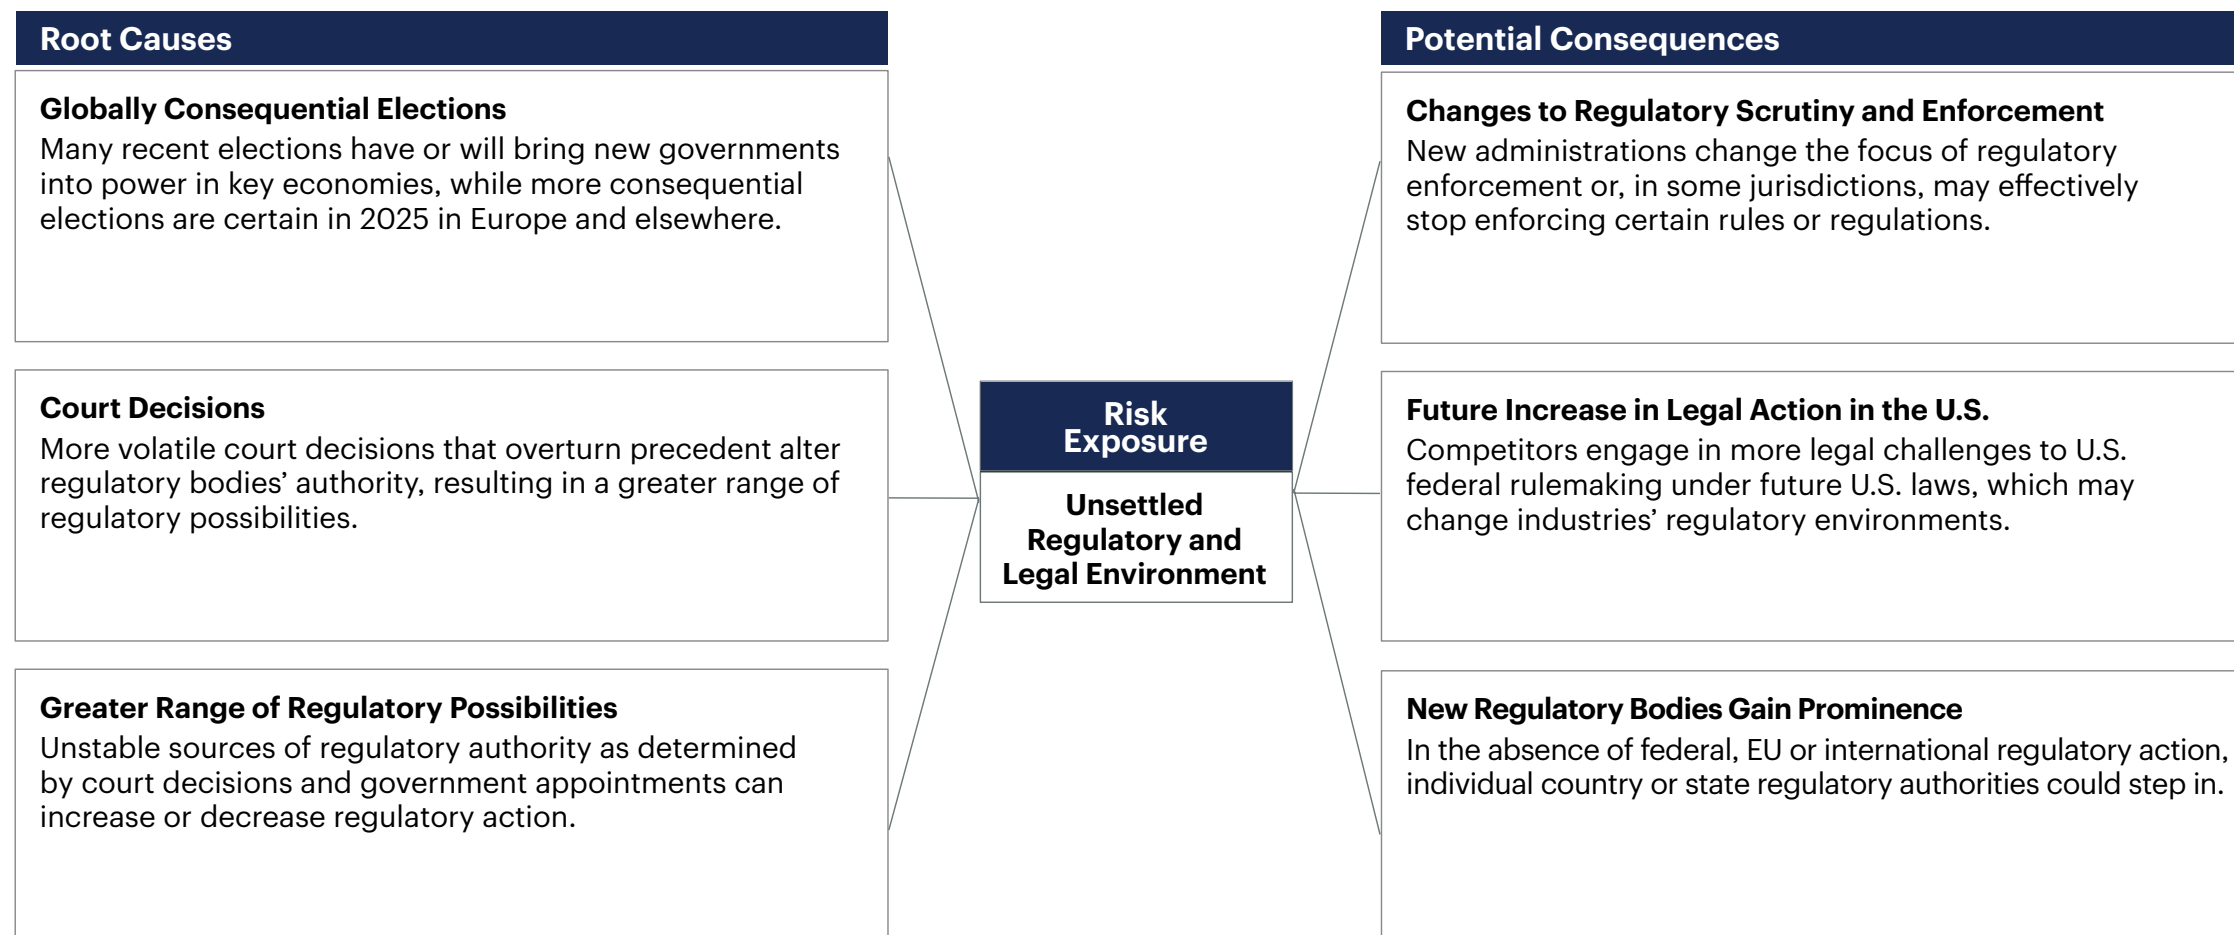 Root Causes
Globally Consequential Elections
Many recent elections have or will bring new governments
into power in key economies, while more consequential
elections are certain in 2025 in Europe and elsewhere.
Court Decisions
More volatile court decisions that overturn precedent alter
regulatory bodies’ authority, resulting in a greater range of
regulatory possibilities.
Greater Range of Regulatory Possibilities
Unstable sources of regulatory authority as determined
by court decisions and government appointments can
increase or decrease regulatory action.
Risk
Exposure
Unsettled
Regulatory and
Legal Environment
Potential Consequences
Changes to Regulatory Scrutiny and Enforcement
New administrations change the focus of regulatory
enforcement or, in some jurisdictions, may effectively
stop enforcing certain rules or regulations.
Future Increase in Legal Action in the U.S.
Competitors engage in more legal challenges to U.S.
federal rulemaking under future U.S. laws, which may
change industries’ regulatory environments.
New Regulatory Bodies Gain Prominence
In the absence of federal, EU or international regulatory action,
individual country or state regulatory authorities could step in.